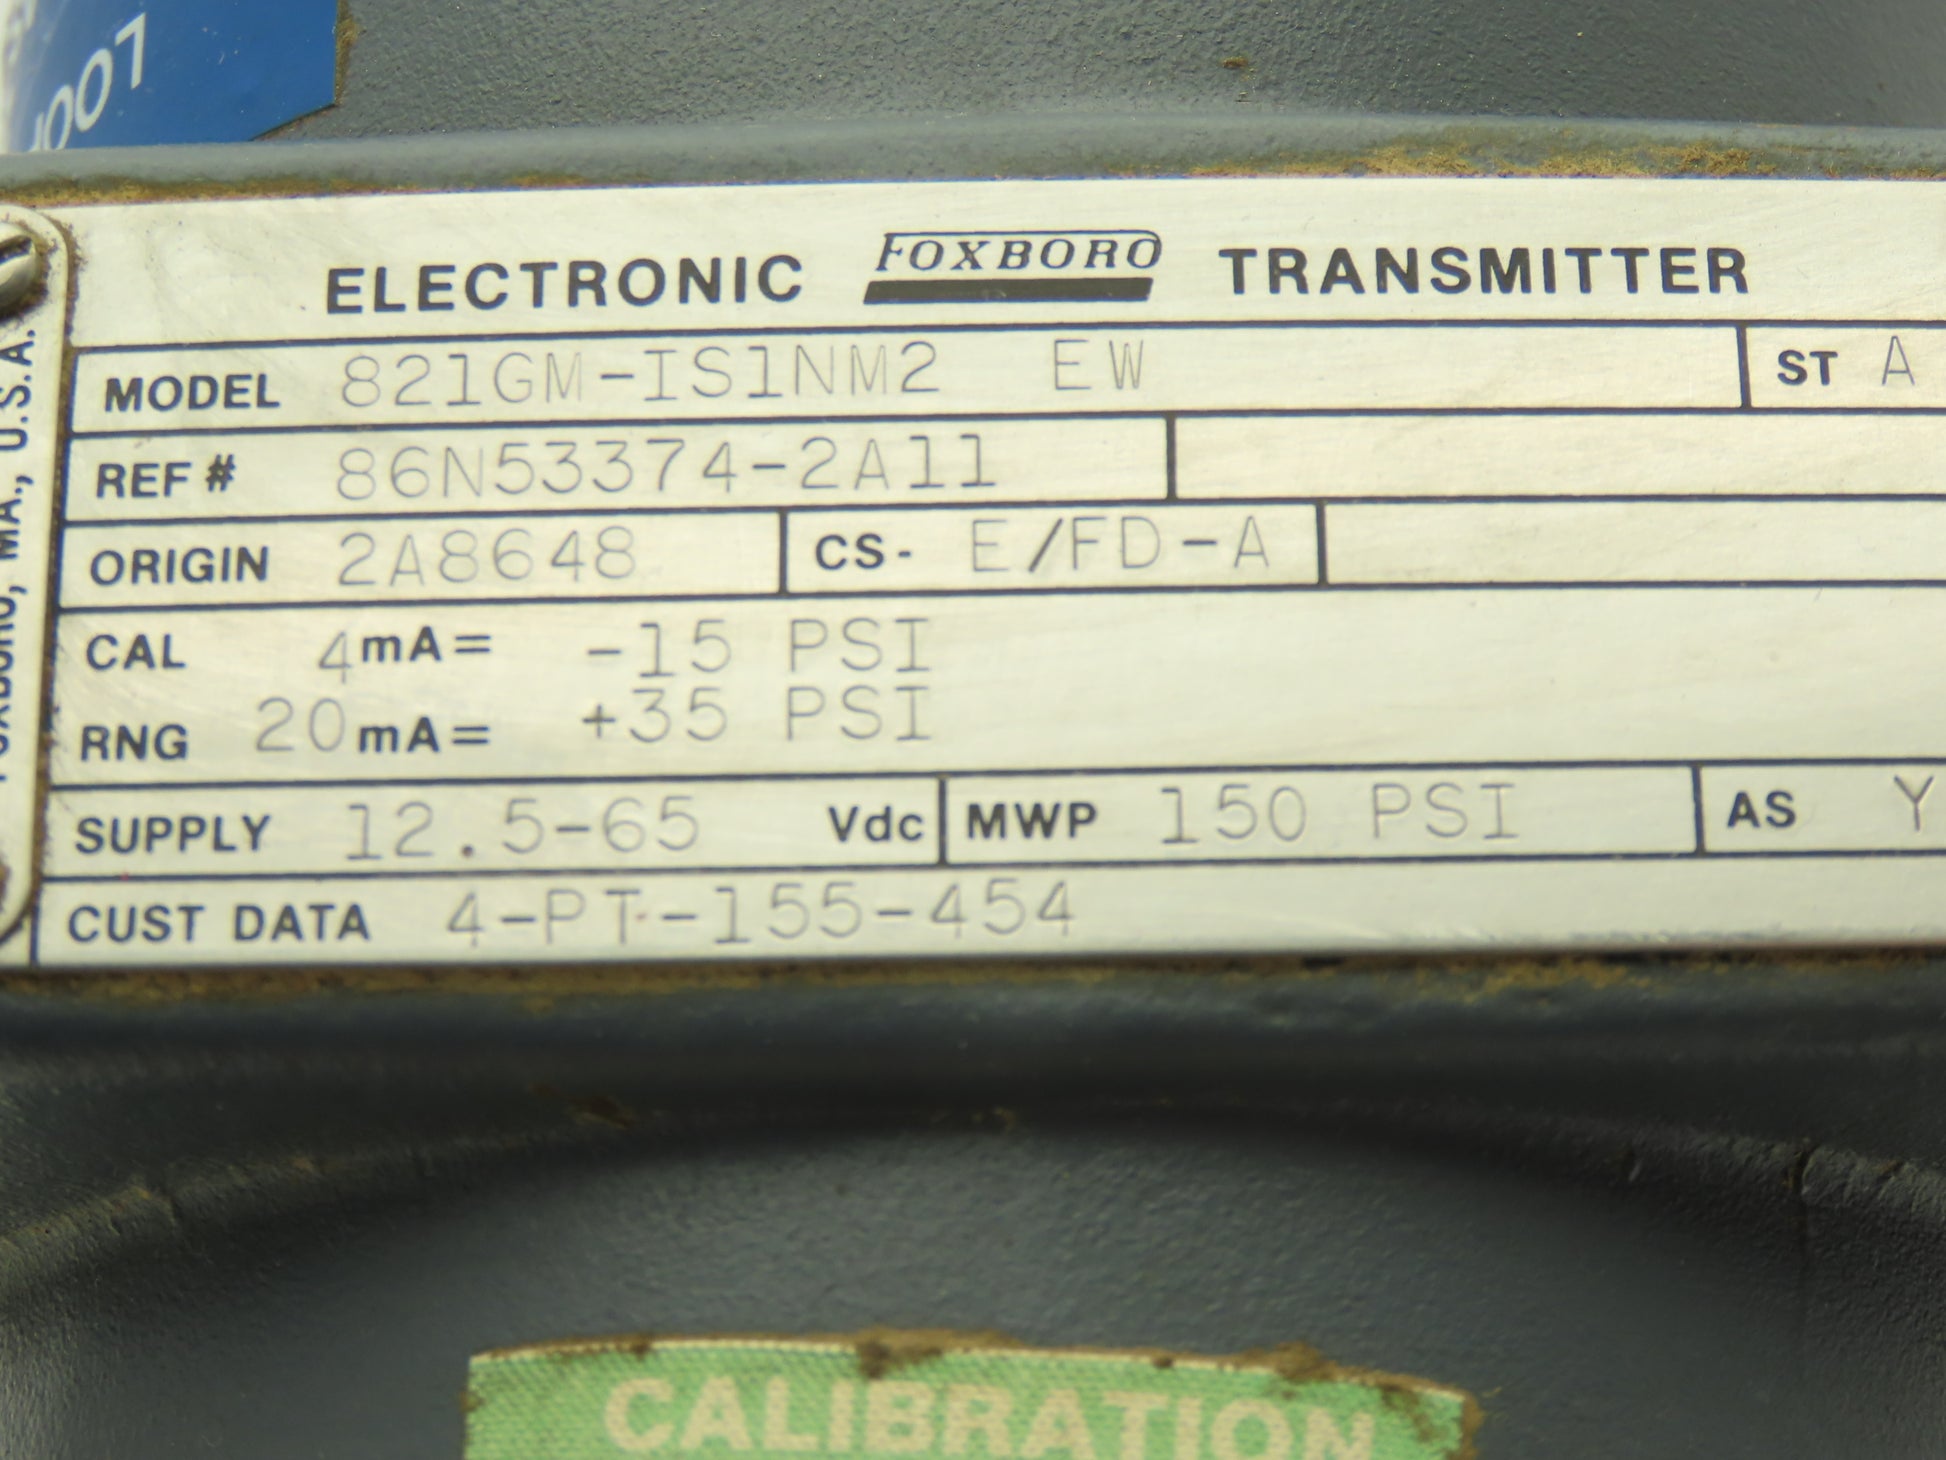 J007
ELECTRONIC FOXBORO TRANSMITTER
MODEL 821GM-IS1NM2 EW ST A
REF # 86N53374-2A11
ORIGIN 2A8648 CS- E/FD-A
CAL 4mA= -15 PSI
RNG 20mA= +35 PSI
SUPPLY 12.5-65 Vdc MWP 150 PSI AS Y
CUST DATA 4-PT-155-454
MA., U.S.A.
CALIBRATION